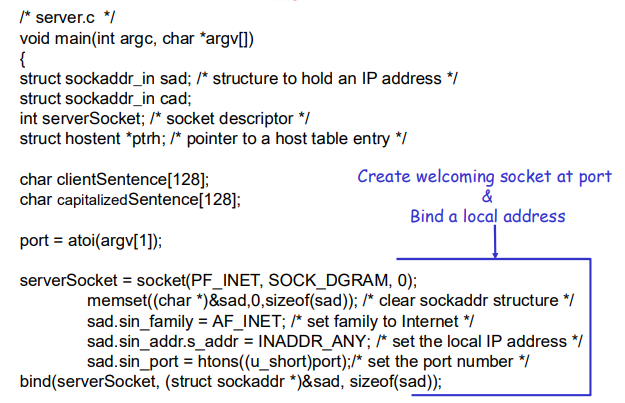 /* server.c */
void main(int argc, char *argv[])
{
struct sockaddr_in sad; /* structure to hold an IP address */
struct sockaddr_in cad;
int serverSocket; /* socket descriptor */
struct hostent *ptrh; /* pointer to a host table entry */
char clientSentence[128];
char capitalizedSentence[128];
Create welcoming socket at port
&
Bind a local address
port = atoi(argv[1]);
serverSocket = socket(PF_INET, SOCK_DGRAM, 0);
memset((char *)&sad,0,sizeof(sad)); /* clear sockaddr structure */
sad.sin_family = AF_INET; /* set family to Internet */
sad.sin_addr.s_addr = INADDR_ANY; /* set the local IP address */
sad.sin_port = htons((u_short)port);/* set the port number */
bind(serverSocket, (struct sockaddr *)&sad, sizeof(sad));